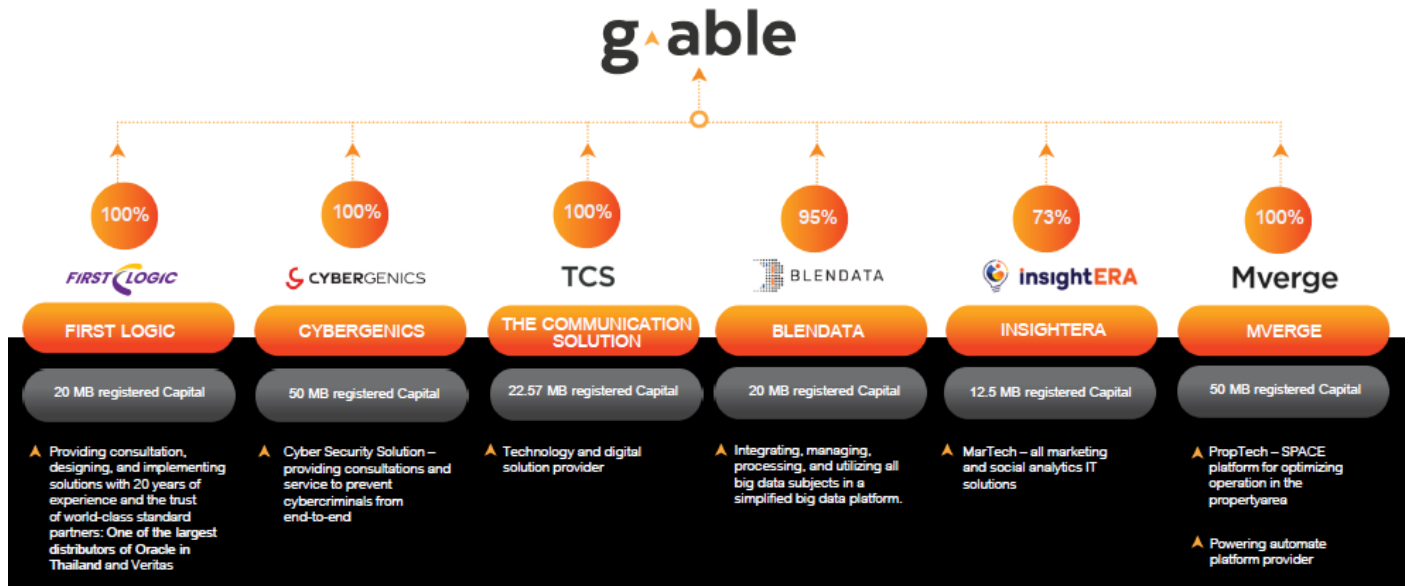 g able
100%
100%
100%
95%
73%
100%
FIRST LOGIC
CYBERGENICS
TCS
BLENDATA
insightERA
Mverge
FIRST LOGIC
CYBERGENICS
THE COMMUNICATION
SOLUTION
BLENDATA
INSIGHTERA
MVERGE
20 MB registered Capital
50 MB registered Capital
22.57 MB registered Capital
20 MB registered Capital
12.5 MB registered Capital
50 MB registered Capital
Providing consultation,
designing, and implementing
solutions with 20 years of
experience and the trust
of world-class standard
partners: One of the largest
distributors of Oracle in
Thailand and Veritas
Cyber Security Solution –
providing consultations and
service to prevent
cybercriminals from
end-to-end
Technology and digital
solution provider
Integrating, managing,
processing, and utilizing all
big data subjects in a
simplified big data platform.
MarTech – all marketing
and social analytics IT
solutions
PropTech – SPACE
platform for optimizing
operation in the
propertyarea
Powering automate
platform provider